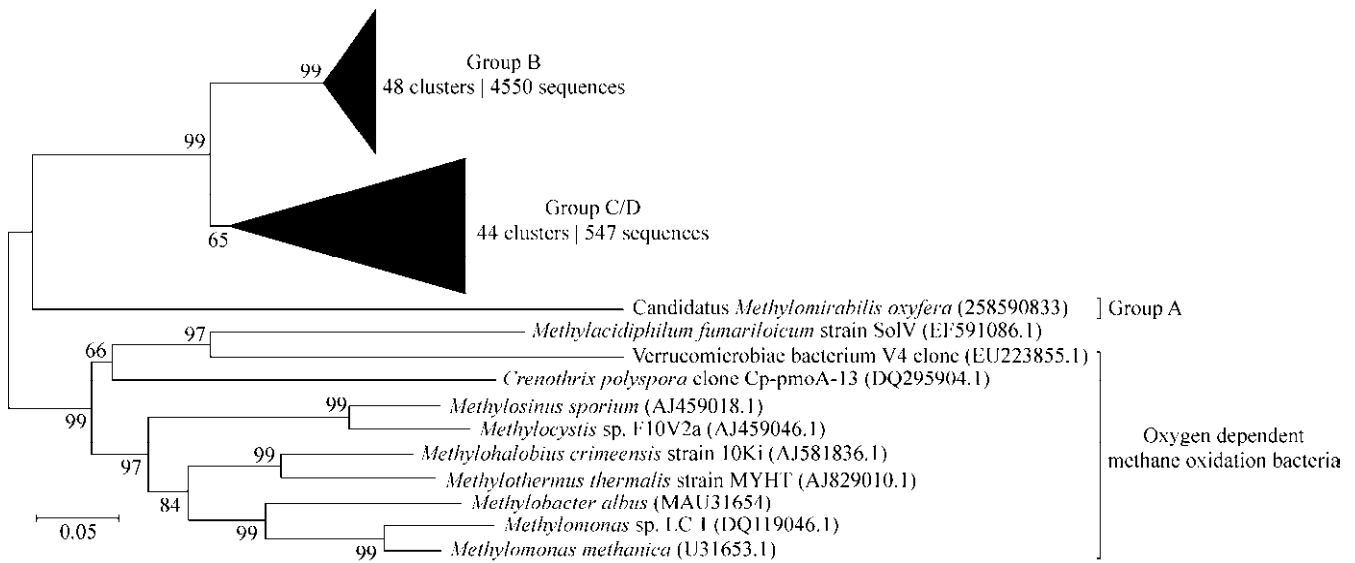 99
Group B
48 clusters | 4550 sequences
99
Group C/D
44 clusters | 547 sequences
65
Candidatus Methylomirabilis oxyfera (258590833)
Group A
97
Methylacidiphilum fumariloicum strain SolV (EF591086.1)
66
Verrucomicrobiae bacterium V4 clone (EU223855.1)
Crenothrix polyspora clone Cp-pmoA-13 (DQ295904.1)
99
99
Methylosinus sporium (AJ459018.1)
Methylocystis sp. F10V2a (AJ459046.1)
Oxygen dependent
methane oxidation bacteria
97
99
Methylohalobius crimeensis strain 10Ki (AJ581836.1)
Methylothermus thermalis strain MYHT (AJ829010.1)
84
Methylobacter albus (MAU31654)
99
Methylomonas sp. LC 1 (DQ119046.1)
99
Methylomonas methanica (U31653.1)
0.05